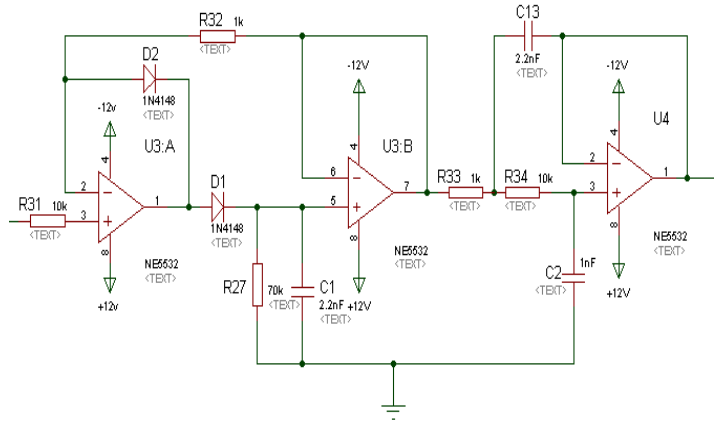 R32 1k
<TEXT>
D2
1N4148
<TEXT>
-12v
4
U3:A
2
3
1
8
R31 10k
<TEXT>
NE5532
<TEXT>
+12v
D1
1N4148
<TEXT>
R27 70k
<TEXT>
C1
2.2nF
<TEXT>
-12V
4
U3:B
6
5
7
8
NE5532
<TEXT>
+12V
R33 1k
<TEXT>
R34 10k
<TEXT>
C13
2.2nF
<TEXT>
-12V
4
U4
2
3
1
8
NE5532
<TEXT>
+12V
C2 1nF
<TEXT>